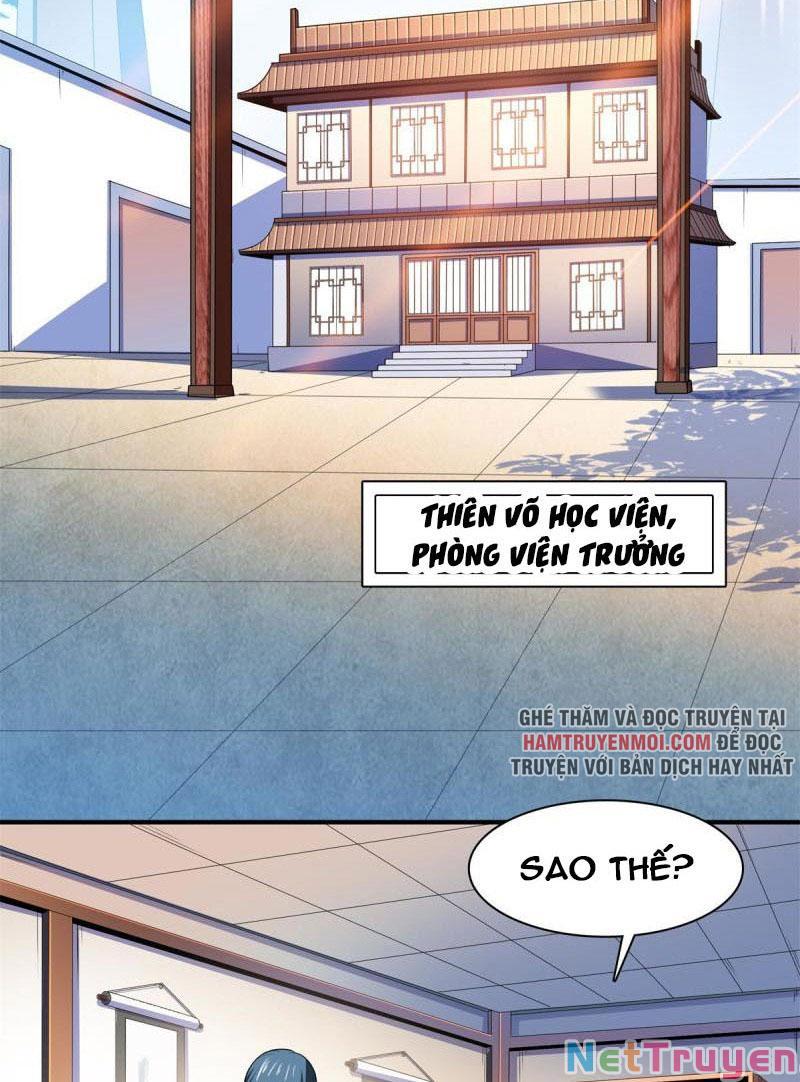 THIÊN VÕ HỌC VIỆN,
PHÒNG VIỆN TRƯỞNG
GHÉ THĂM VÀ ĐỌC TRUYỆN TẠI
HAMTRUYENMOI.COM ĐỂ ĐỌC
TRUYỆN VỚI BẢN DỊCH HAY NHẤT
SAO THẾ?
NetTruyen